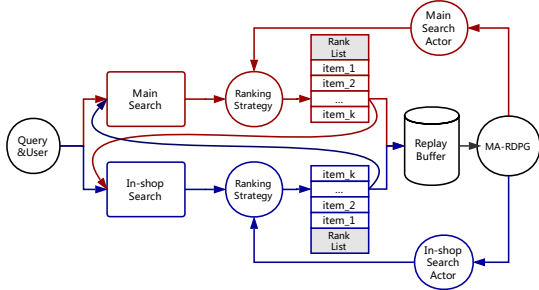 Main
Search
Actor
Rank
List
item_1
item_2
...
item_k
Main
Search
Ranking
Strategy
Query
&User
Replay
Buffer
MA-RDPG
In-shop
Search
Ranking
Strategy
item_k
...
item_2
item_1
Rank
List
In-shop
Search
Actor